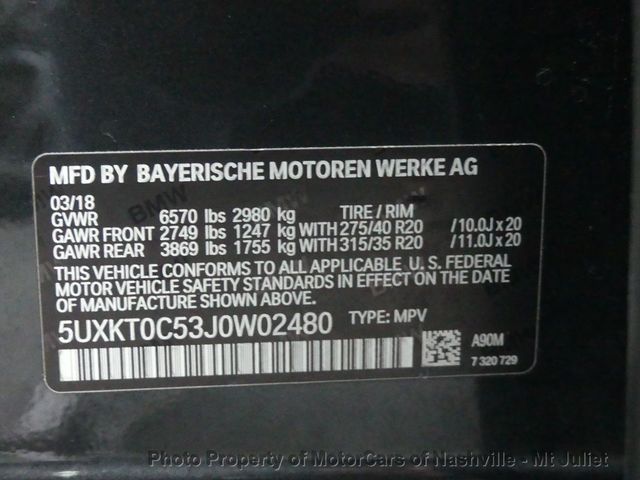 MFD BY BAYERISCHE MOTOREN WERKE AG
03/18
GVWR 6570 lbs 2980 kg TIRE / RIM
GAWR FRONT 2749 lbs 1247 kg WITH 275/40 R20 /10.0J x 20
GAWR REAR 3869 lbs 1755 kg WITH 315/35 R20 /11.0J x 20
THIS VEHICLE CONFORMS TO ALL APPLICABLE U. S. FEDERAL
MOTOR VEHICLE SAFETY STANDARDS IN EFFECT ON THE DATE
OF MANUFACTURE SHOWN ABOVE.
5UXKT0C53J0W02480 TYPE: MPV
A90M
7 320 729
Photo Property of MotorCars of Nashville - Mt Juliet